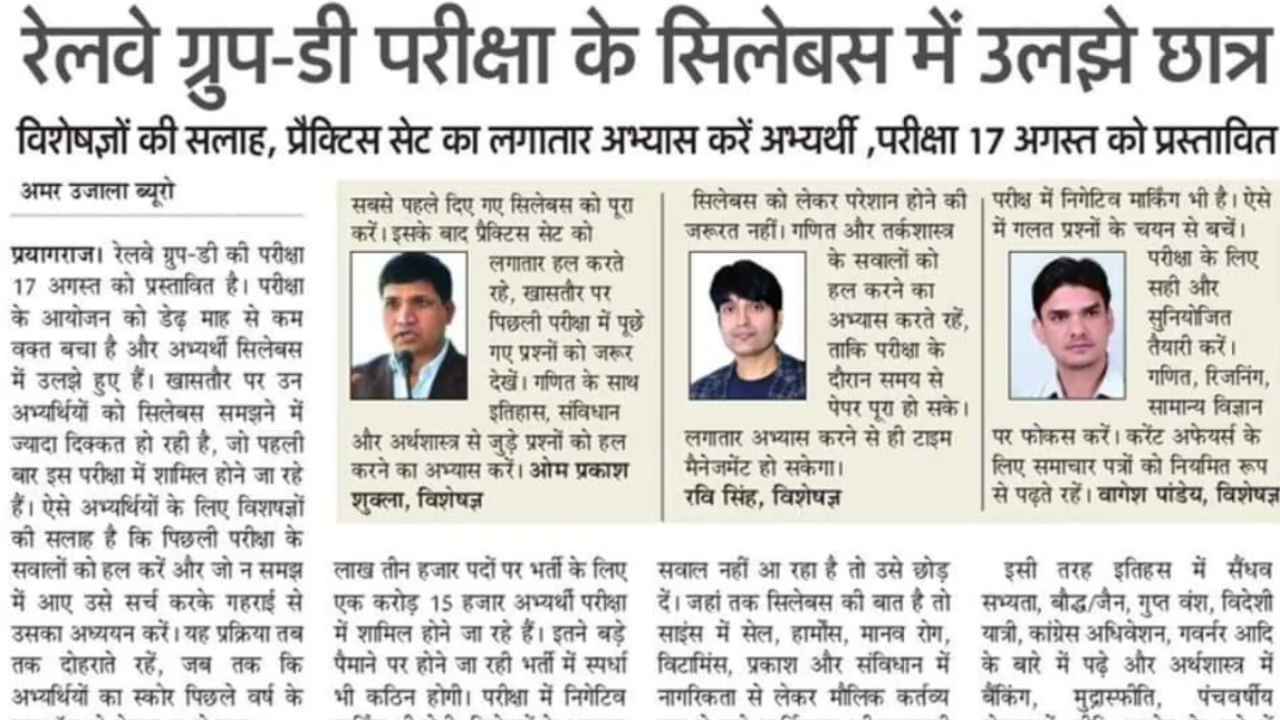 रेलवे ग्रुप-डी परीक्षा के सिलेबस में उलझे छात्र
विशेषज्ञों की सलाह, प्रैक्टिस सेट का लगातार अभ्यास करें अभ्यर्थी ,परीक्षा 17 अगस्त को प्रस्तावित
अमर उजाला ब्यूरो
प्रयागराज। रेलवे ग्रुप-डी की परीक्षा
17 अगस्त को प्रस्तावित है। परीक्षा
के आयोजन को डेढ़ माह से कम
वक्त बचा है और अभ्यर्थी सिलेबस
में उलझे हुए हैं। खासतौर पर उन
अभ्यर्थियों को सिलेबस समझने में
ज्यादा दिक्कत हो रही है, जो पहली
बार इस परीक्षा में शामिल होने जा रहे
हैं। ऐसे अभ्यर्थियों के लिए विशषज्ञों
की सलाह है कि पिछली परीक्षा के
सवालों को हल करें और जो न समझ
में आए उसे सर्च करके गहराई से
उसका अध्ययन करें। यह प्रक्रिया तब
तक दोहराते रहें, जब तक कि
अभ्यर्थियों का स्कोर पिछले वर्ष के
सबसे पहले दिए गए सिलेबस को पूरा
करें। इसके बाद प्रैक्टिस सेट को
लगातार हल करते
रहे, खासतौर पर
पिछली परीक्षा में पूछे
गए प्रश्नों को जरूर
देखें। गणित के साथ
इतिहास, संविधान
और अर्थशास्त्र से जुड़े प्रश्नों को हल
करने का अभ्यास करें। ओम प्रकाश
शुक्ला, विशेषज्ञ
सिलेबस को लेकर परेशान होने की
जरूरत नहीं। गणित और तर्कशास्त्र
के सवालों को
हल करने का
अभ्यास करते रहें,
ताकि परीक्षा के
दौरान समय से
पेपर पूरा हो सके।
लगातार अभ्यास करने से ही टाइम
मैनेजमेंट हो सकेगा।
रवि सिंह, विशेषज्ञ
परीक्ष में निगेटिव मार्किंग भी है। ऐसे
में गलत प्रश्नों के चयन से बचें।
परीक्षा के लिए
सही और
सुनियोजित
तैयारी करें।
गणित, रिजनिंग,
सामान्य विज्ञान
पर फोकस करें। करेंट अफेयर्स के
लिए समाचार पत्रों को नियमित रूप
से पढ़ते रहें। वागेश पांडेय, विशेषज्ञ
लाख तीन हजार पदों पर भर्ती के लिए
एक करोड़ 15 हजार अभ्यर्थी परीक्षा
में शामिल होने जा रहे हैं। इतने बड़े
पैमाने पर होने जा रही भर्ती में स्पर्धा
भी कठिन होगी। परीक्षा में निगेटिव
सवाल नहीं आ रहा है तो उसे छोड़
दें। जहां तक सिलेबस की बात है तो
साइंस में सेल, हार्मोंस, मानव रोग,
विटामिंस, प्रकाश और संविधान में
नागरिकता से लेकर मौलिक कर्तव्य
इसी तरह इतिहस में सैंधव
सभ्यता, बौद्ध/जैन, गुप्त वंश, विदेशी
यात्री, कांग्रेस अधिवेशन, गवर्नर आदि
के बारे में पढ़े और अर्थशास्त्र में
बैंकिंग, मुद्रास्फीति, पंचवर्षीय